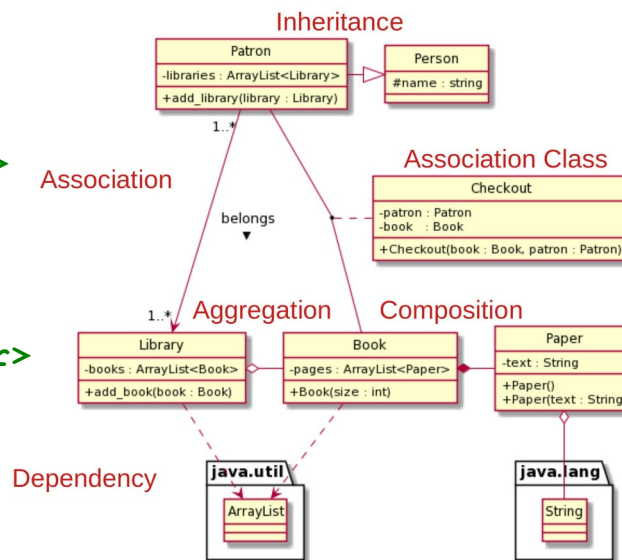 Inheritance
Patron
-libraries : ArrayList<Library>
+add_library(library : Library)
Person
#name : string
1..*
>
Association
Association Class
Checkout
-patron : Patron
-book : Book
+Checkout(book : Book, patron : Patron)
belongs
1..*
Aggregation
Composition
Library
-books : ArrayList<Book>
+add_book(book : Book)
Book
-pages : ArrayList<Paper>
+Book(size : int)
Paper
-text : String
+Paper()
+Paper(text : String
c>
Dependency
java.util
ArrayList
java.lang
String